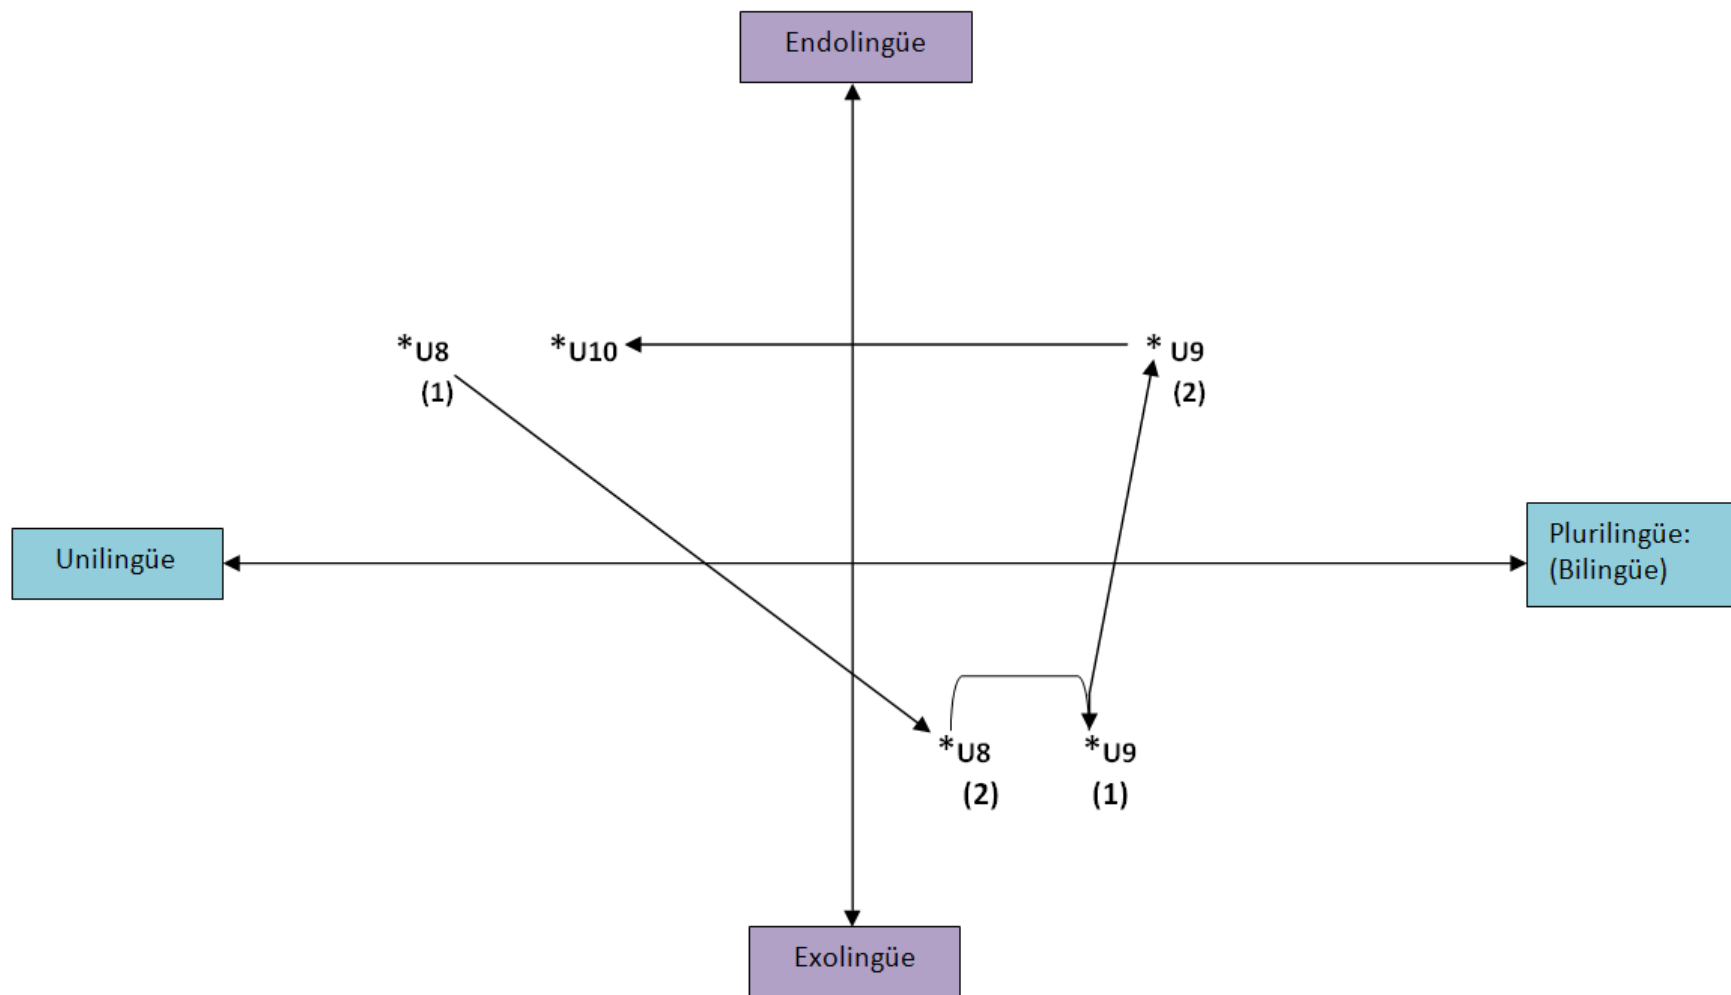 Endolingüe
*U8
(1)
*U10
* U9
(2)
Unilingüe
Plurilingüe:
(Bilingüe)
*U8
(2)
*U9
(1)
Exolingüe